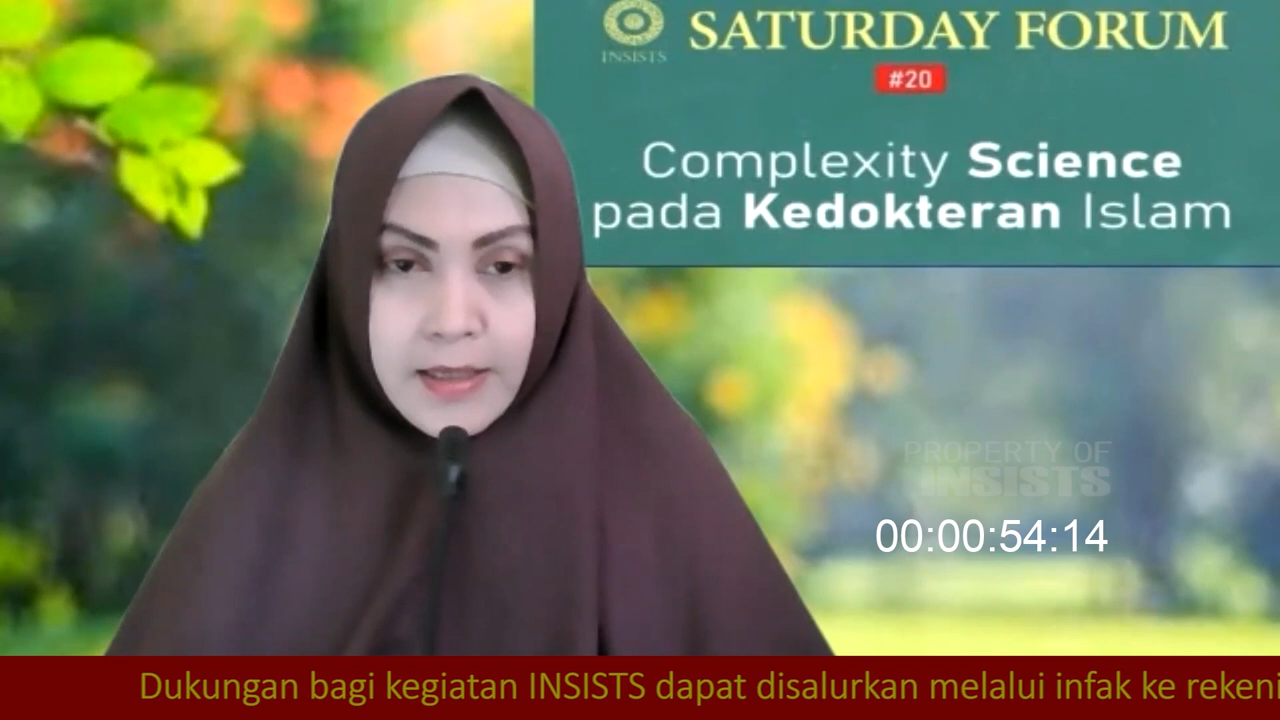 SATURDAY FORUM
INSISTS
#20
Complexity Science
pada Kedokteran Islam
PROPERTY OF
INSISTS
00:00:54:14
Dukungan bagi kegiatan INSISTS dapat disalurkan melalui infak ke rekeni